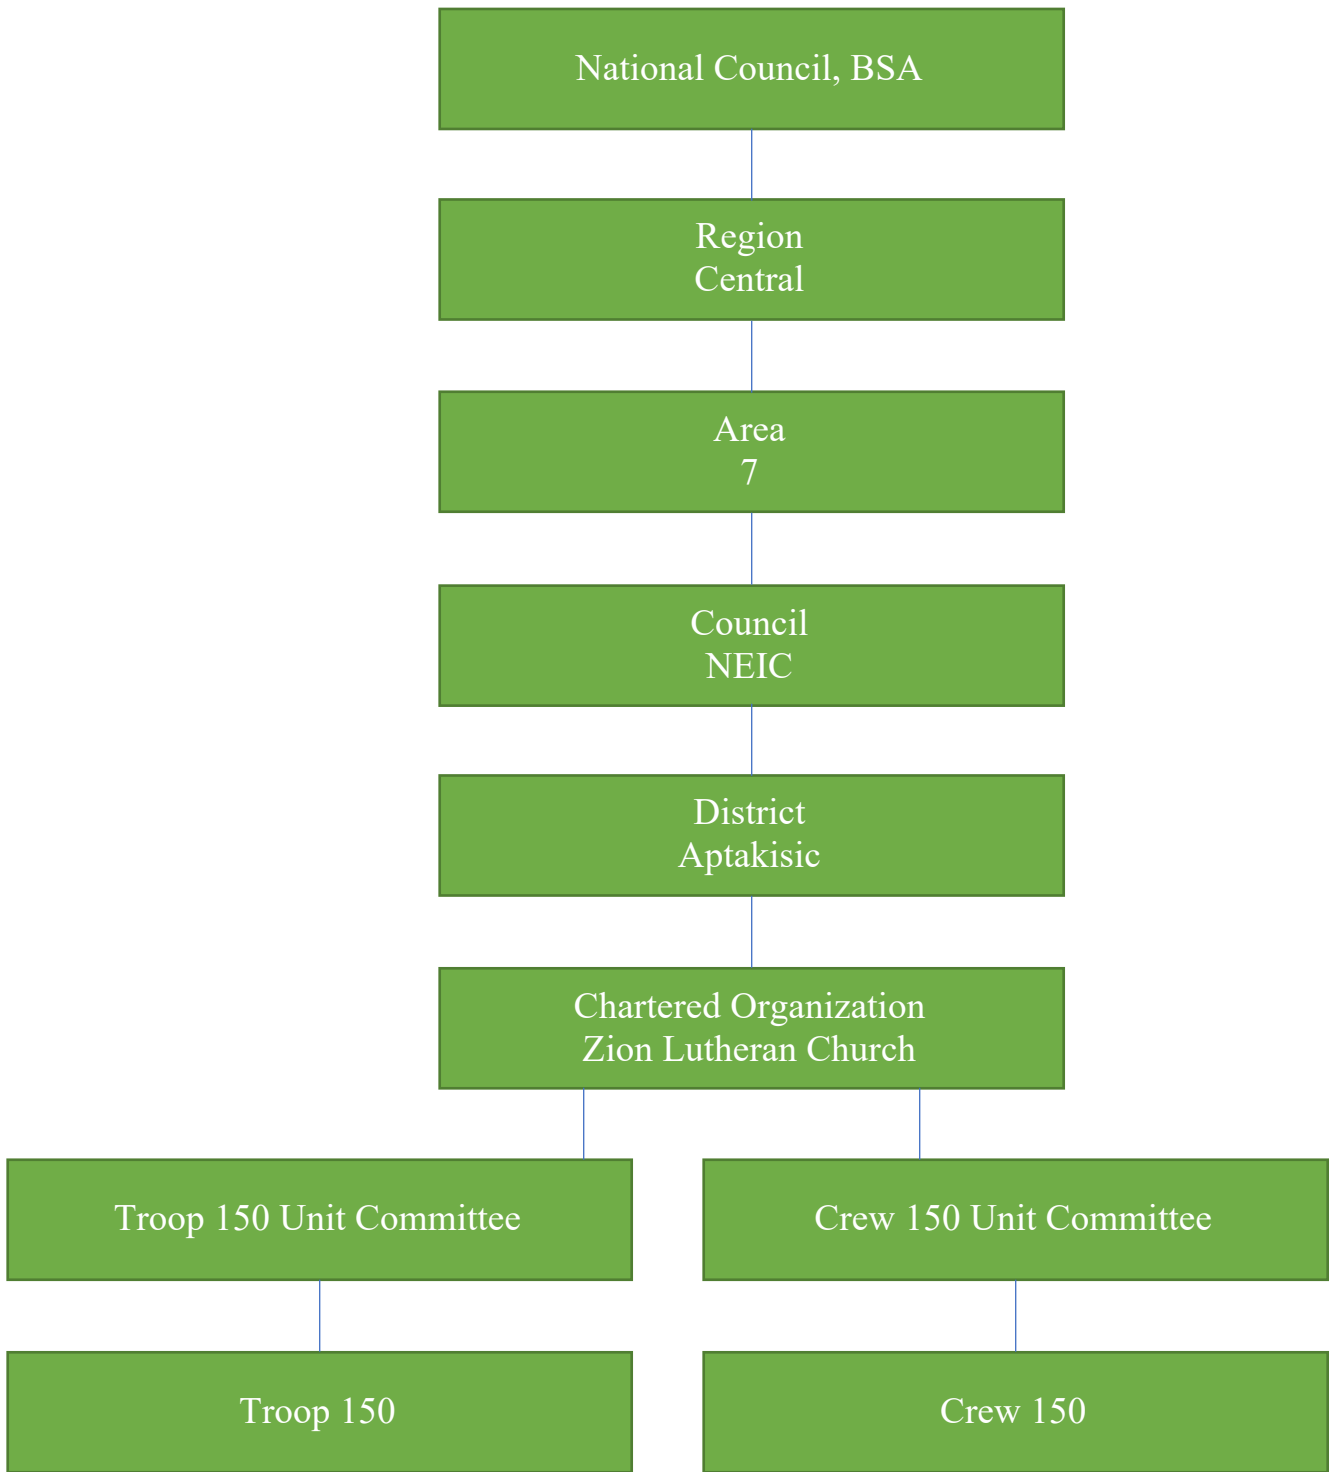 National Council, BSA
Region
Central
Area
7
Council
NEIC
District
Aptakisic
Chartered Organization
Zion Lutheran Church
Troop 150 Unit Committee
Crew 150 Unit Committee
Troop 150
Crew 150